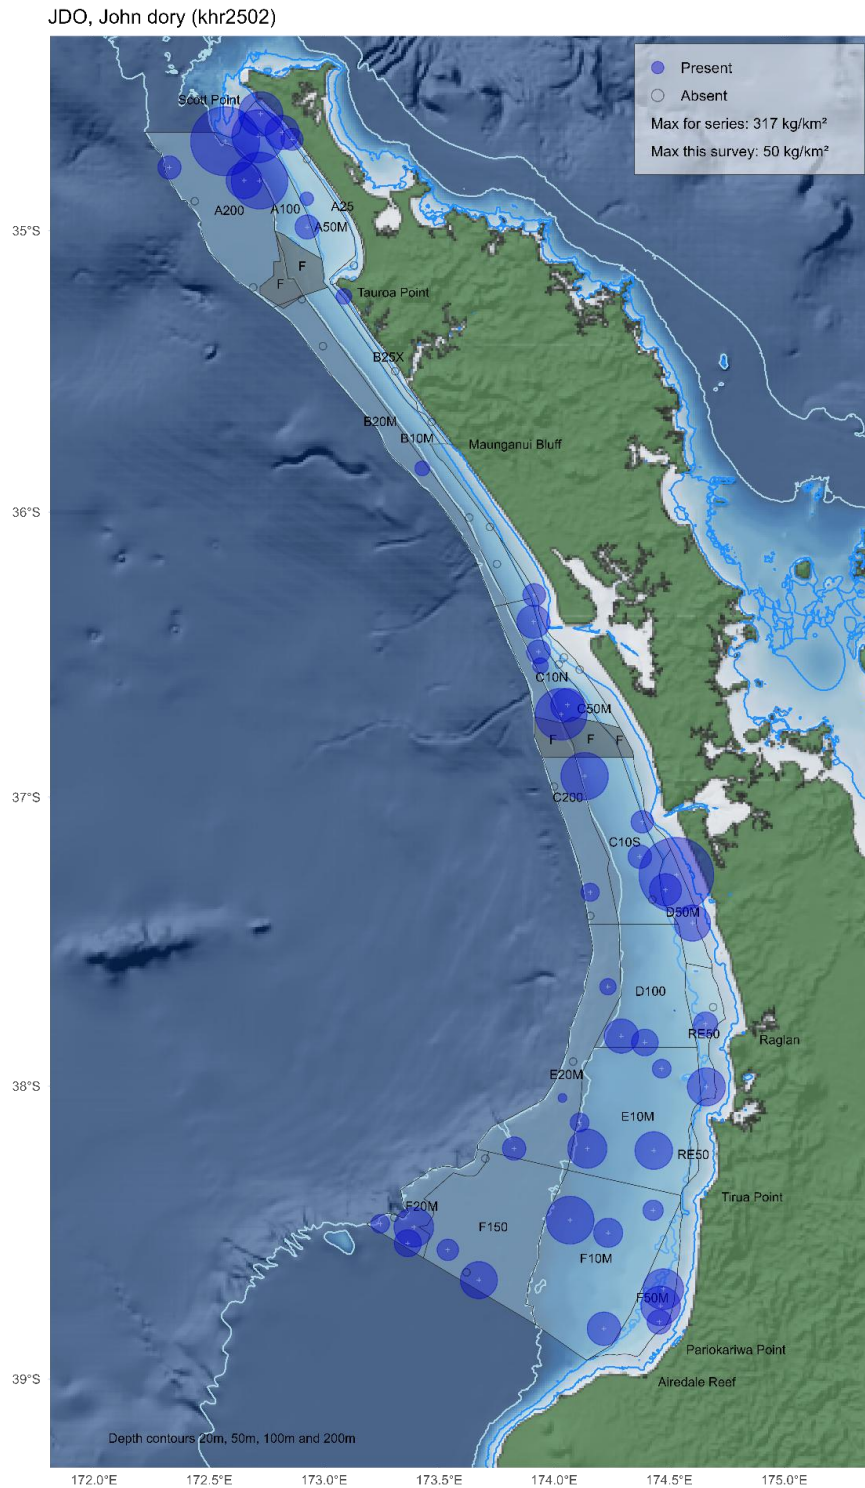 JDO, John dory (khr2502)
Present
Absent
Max for series: 317 kg/km²
Max this survey: 50 kg/km²
Scott Point
A200
A100
A25
A50M
35°S
F
F
Tauroa Point
B25X
B20M
B10M
Maunganui Bluff
36°S
C10N
C50M
F
F
F
37°S
C200
C10S
D50M
D100
RE50
Raglan
38°S
E20M
E10M
RE50
Tirua Point
F20M
F150
F10M
F50M
Pariokariwa Point
39°S
Airedale Reef
Depth contours 20m, 50m, 100m and 200m
172.0°E
172.5°E
173.0°E
173.5°E
174.0°E
174.5°E
175.0°E